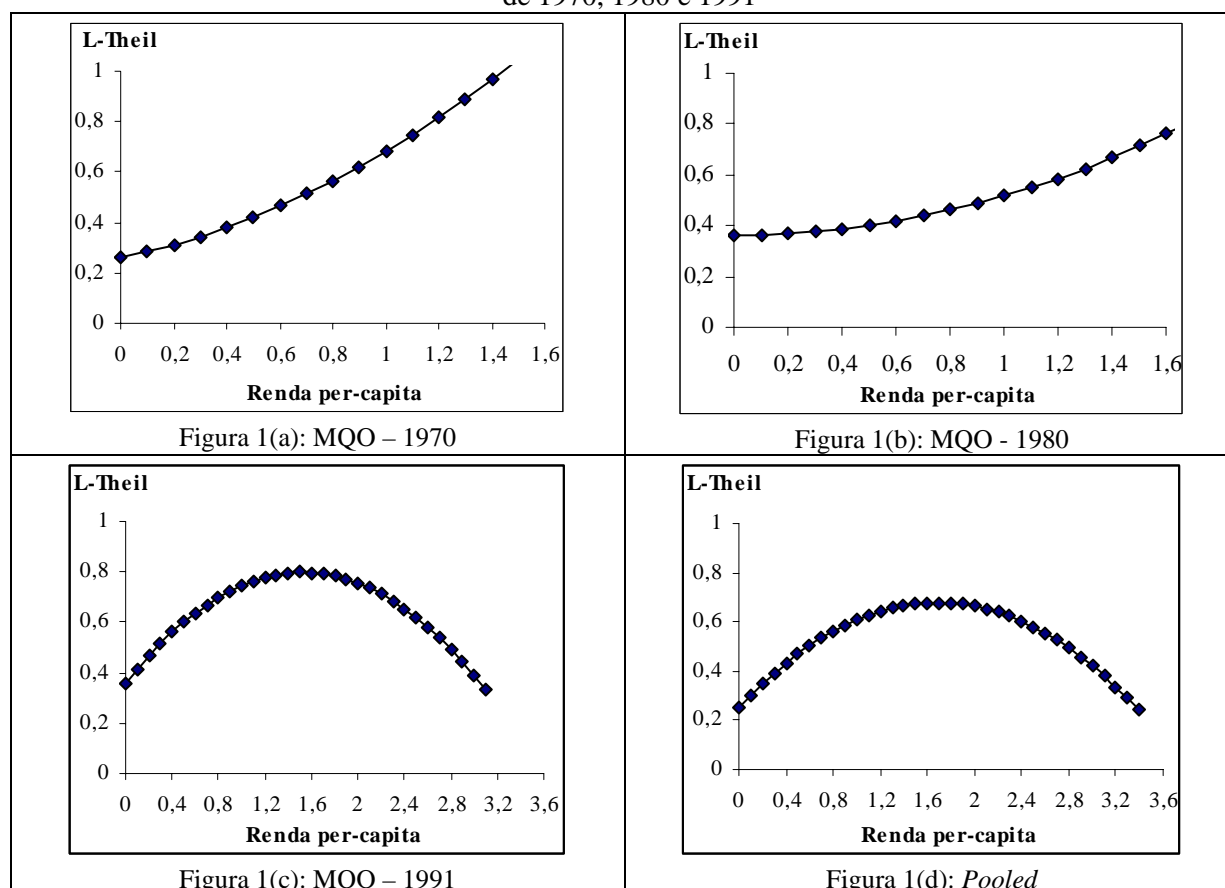 de 1970, 1980 e 1991
L-Theil
1
0,8
0,6
0,4
0,2
0
0 0,2 0,4 0,6 0,8 1 1,2 1,4 1,6
Renda per-capita
Figura 1(a): MQO – 1970
L-Theil
1
0,8
0,6
0,4
0,2
0
0 0,2 0,4 0,6 0,8 1 1,2 1,4 1,6
Renda per-capita
Figura 1(b): MQO - 1980
L-Theil
1
0,8
0,6
0,4
0,2
0
0 0,4 0,8 1,2 1,6 2 2,4 2,8 3,2 3,6
Renda per-capita
Figura 1(c): MQO – 1991
L-Theil
1
0,8
0,6
0,4
0,2
0
0 0,4 0,8 1,2 1,6 2 2,4 2,8 3,2 3,6
Renda per-capita
Figura 1(d): Pooled